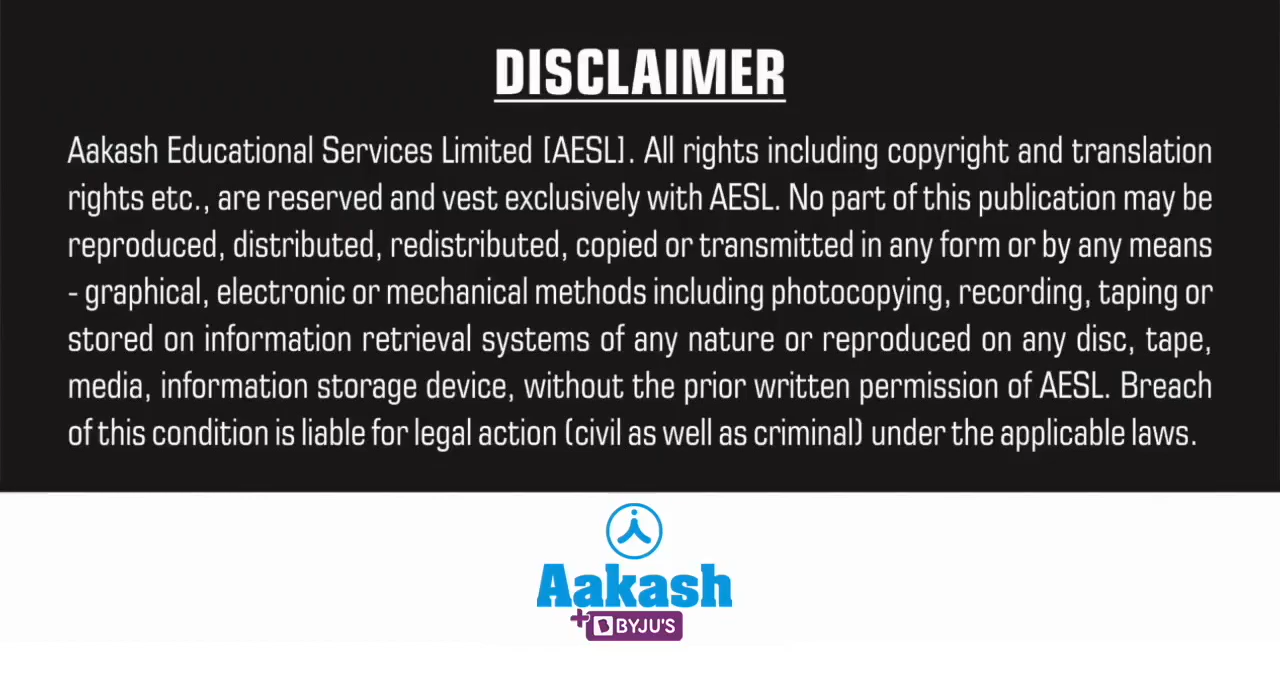 DISCLAIMER
Aakash Educational Services Limited [AESL]. All rights including copyright and translation
rights etc., are reserved and vest exclusively with AESL. No part of this publication may be
reproduced, distributed, redistributed, copied or transmitted in any form or by any means
- graphical, electronic or mechanical methods including photocopying, recording, taping or
stored on information retrieval systems of any nature or reproduced on any disc, tape,
media, information storage device, without the prior written permission of AESL. Breach
of this condition is liable for legal action (civil as well as criminal) under the applicable laws.
Aakash
+ BYJU'S